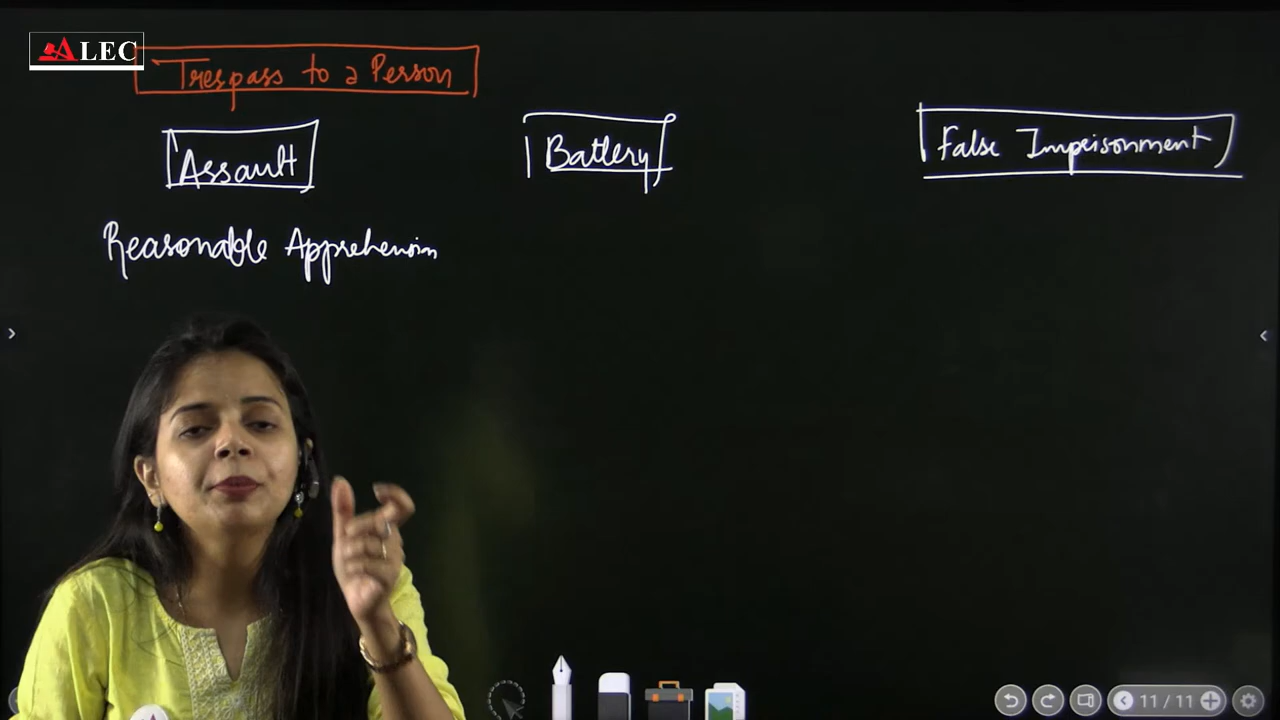 ALEC
Trespass to a Person
Assault
Battery
False Imprisonment
Reasonable Apprehension
11 / 11